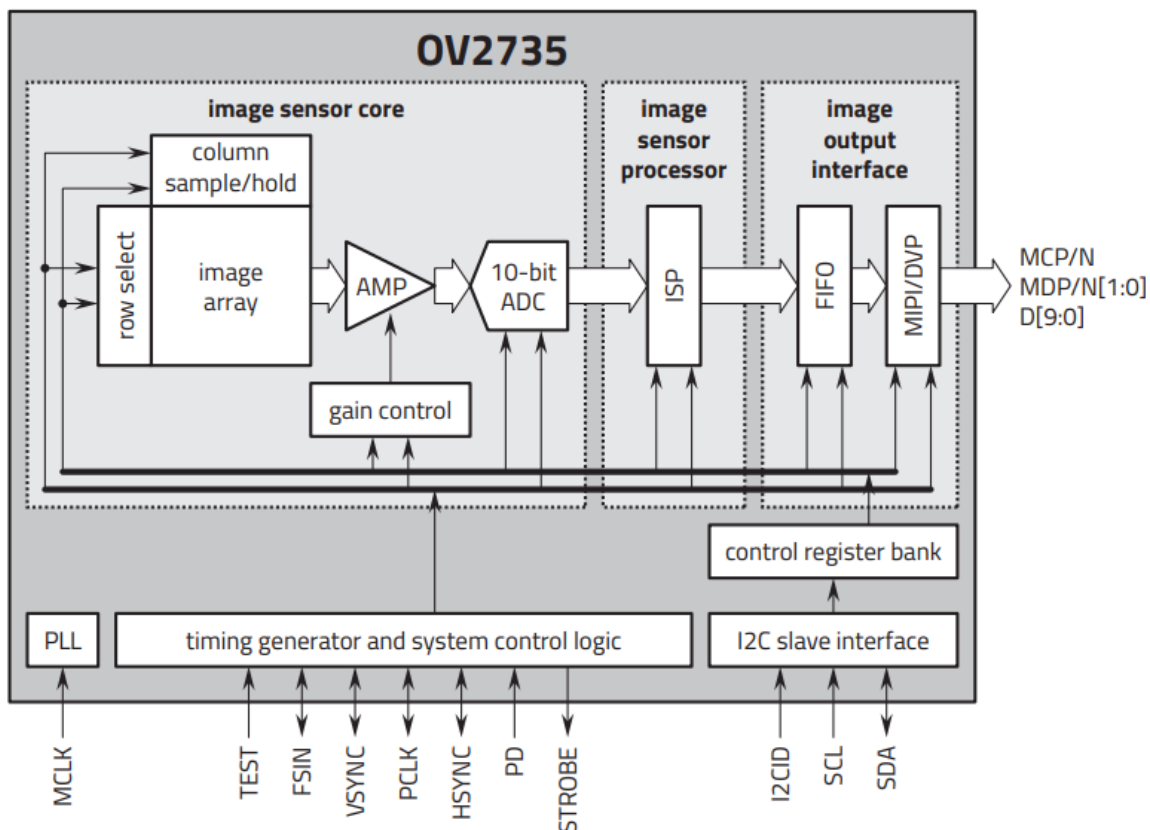 OV2735
image sensor core
image
sensor
processor
image
output
interface
column
sample/hold
row select
image
array
AMP
10-bit
ADC
ISP
FIFO
MIPI/DVP
MCP/N
MDP/N[1:0]
D[9:0]
gain control
control register bank
PLL
timing generator and system control logic
I2C slave interface
MCLK
TEST
FSIN
VSYNC
PCLK
HSYNC
PD
STROBE
I2CID
SCL
SDA